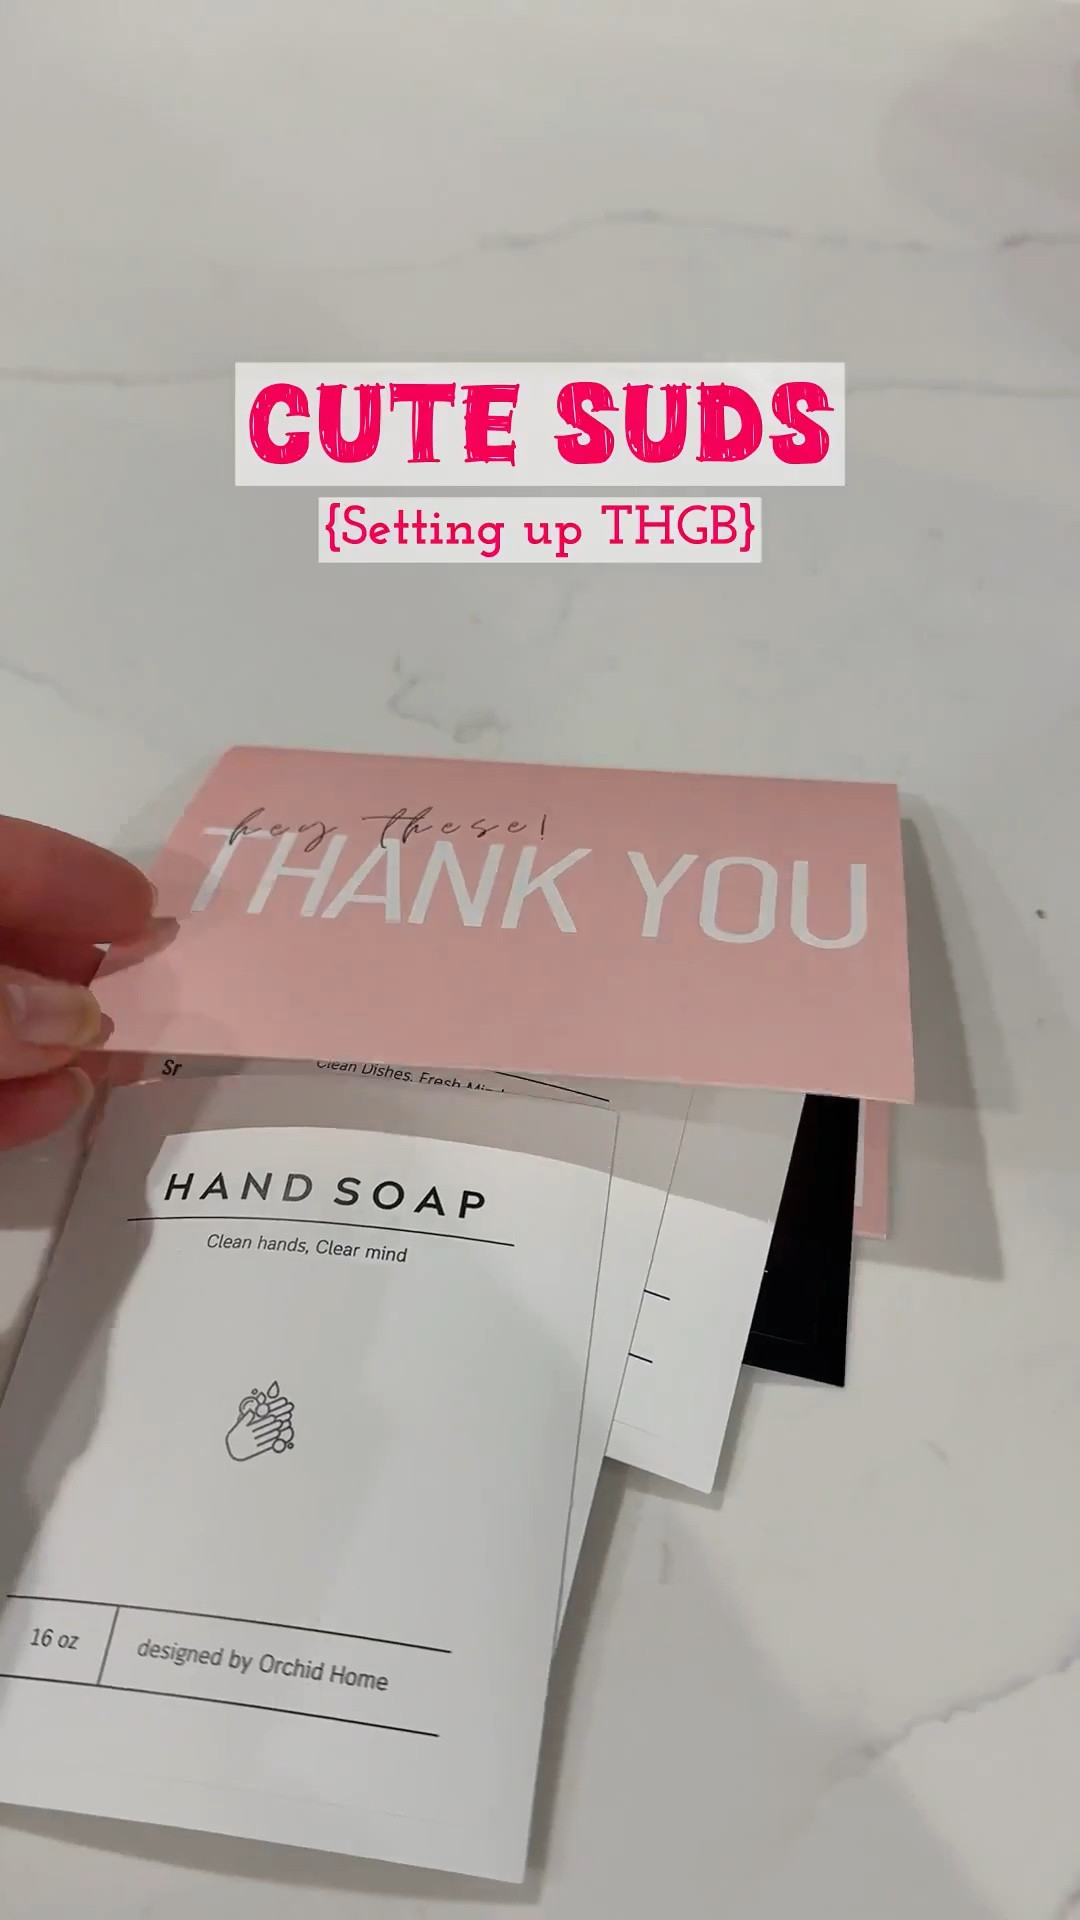 CUTE SUDS
{Setting up THGB}
hey these!
THANK YOU
Sr
Clean Dishes. Fresh
HAND SOAP
Clean hands, Clear mind
16 oz
designed by Orchid Home